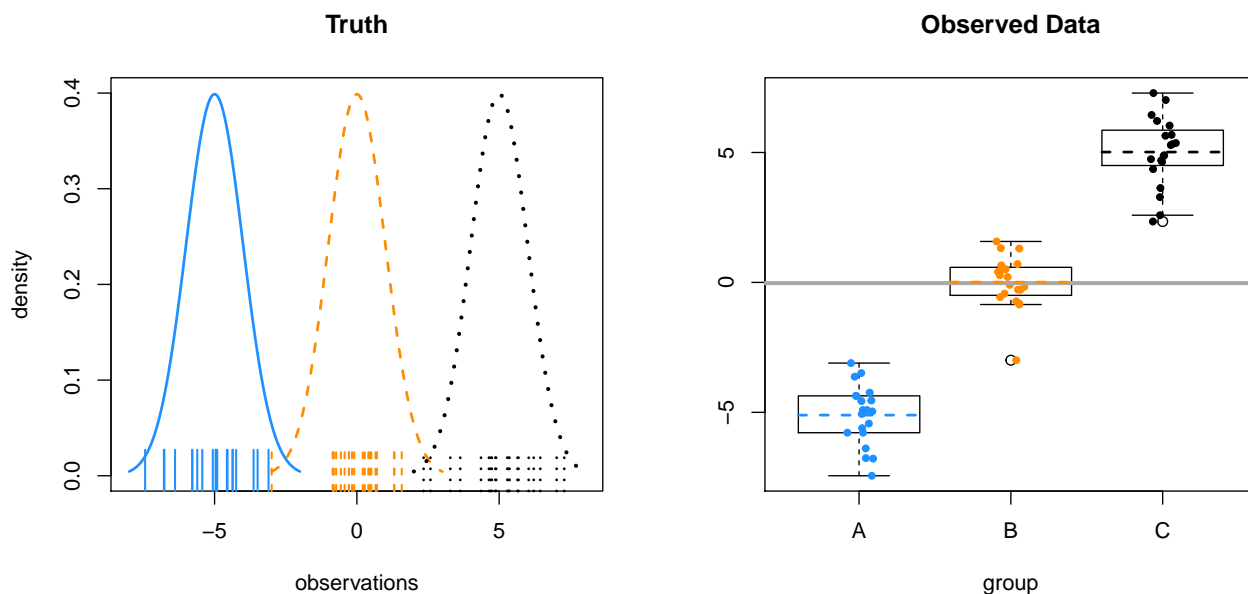 Truth
density
0.0
0.1
0.2
0.3
0.4
−5
0
5
observations
Observed Data
−5
0
5
A
B
C
group